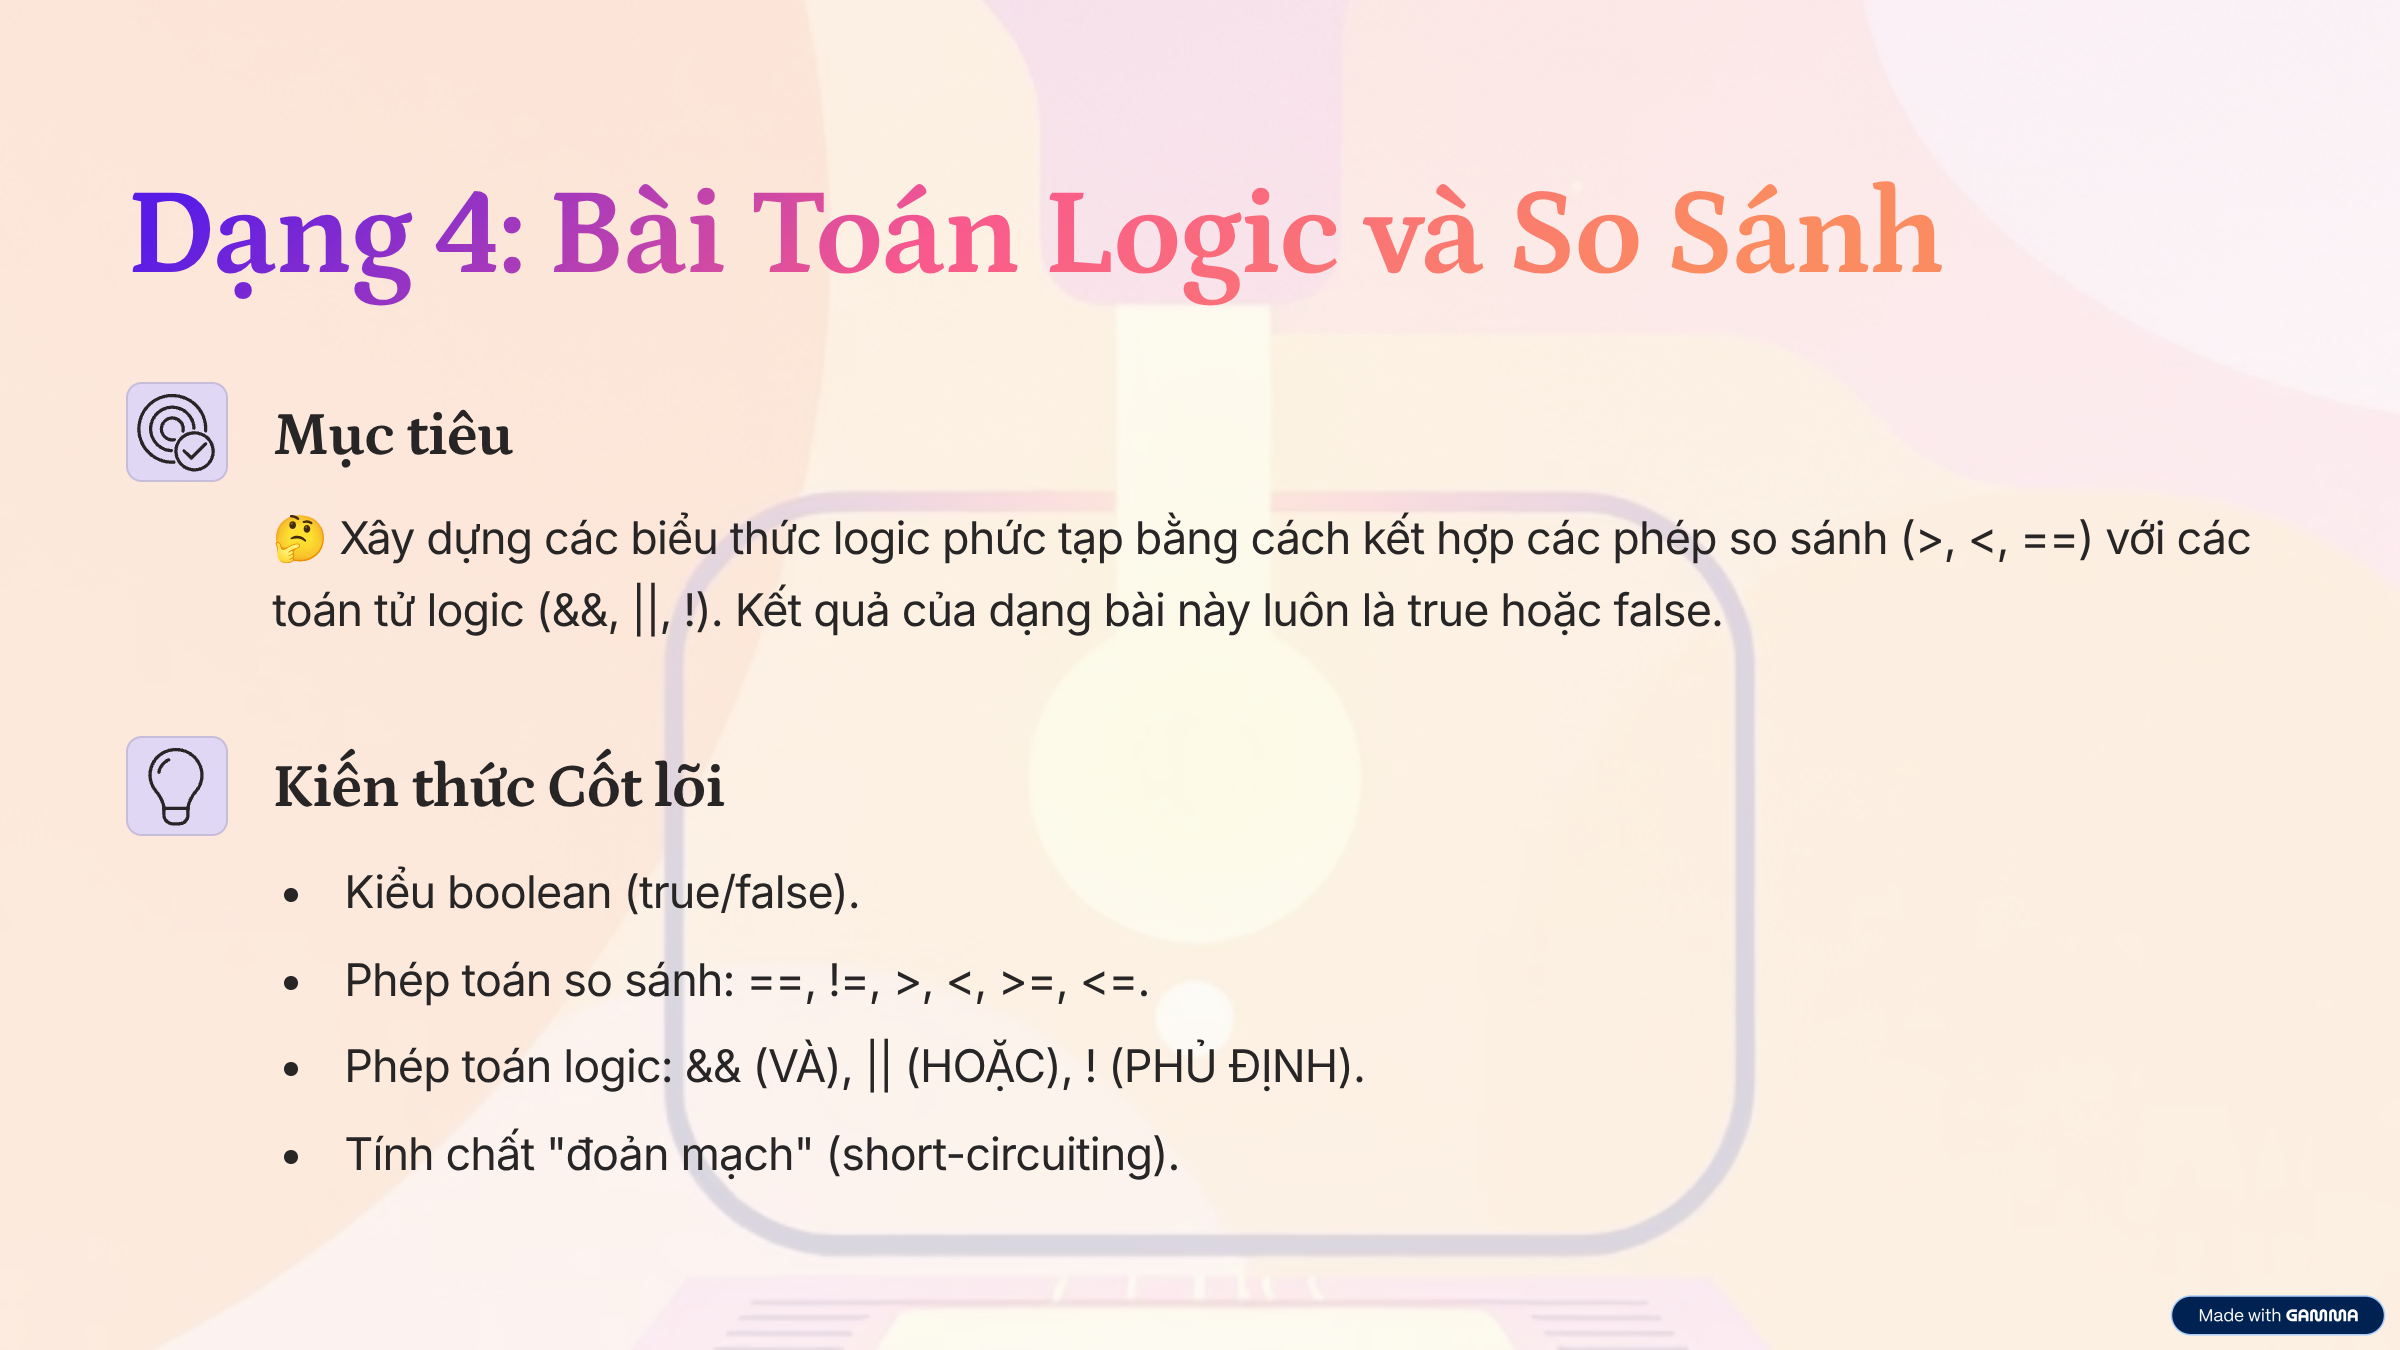 Dạng 4: Bài Toán Logic và So Sánh
Mục tiêu
🤔 Xây dựng các biểu thức logic phức tạp bằng cách kết hợp các phép so sánh (>, <, ==) với các
toán tử logic (&&, ||, !). Kết quả của dạng bài này luôn là true hoặc false.
Kiến thức Cốt lõi
• Kiểu boolean (true/false).
• Phép toán so sánh: ==, !=, >, <, >=, <=.
• Phép toán logic: && (VÀ), || (HOẶC), ! (PHỦ ĐỊNH).
• Tính chất "đoản mạch" (short-circuiting).
Made with GAMMA